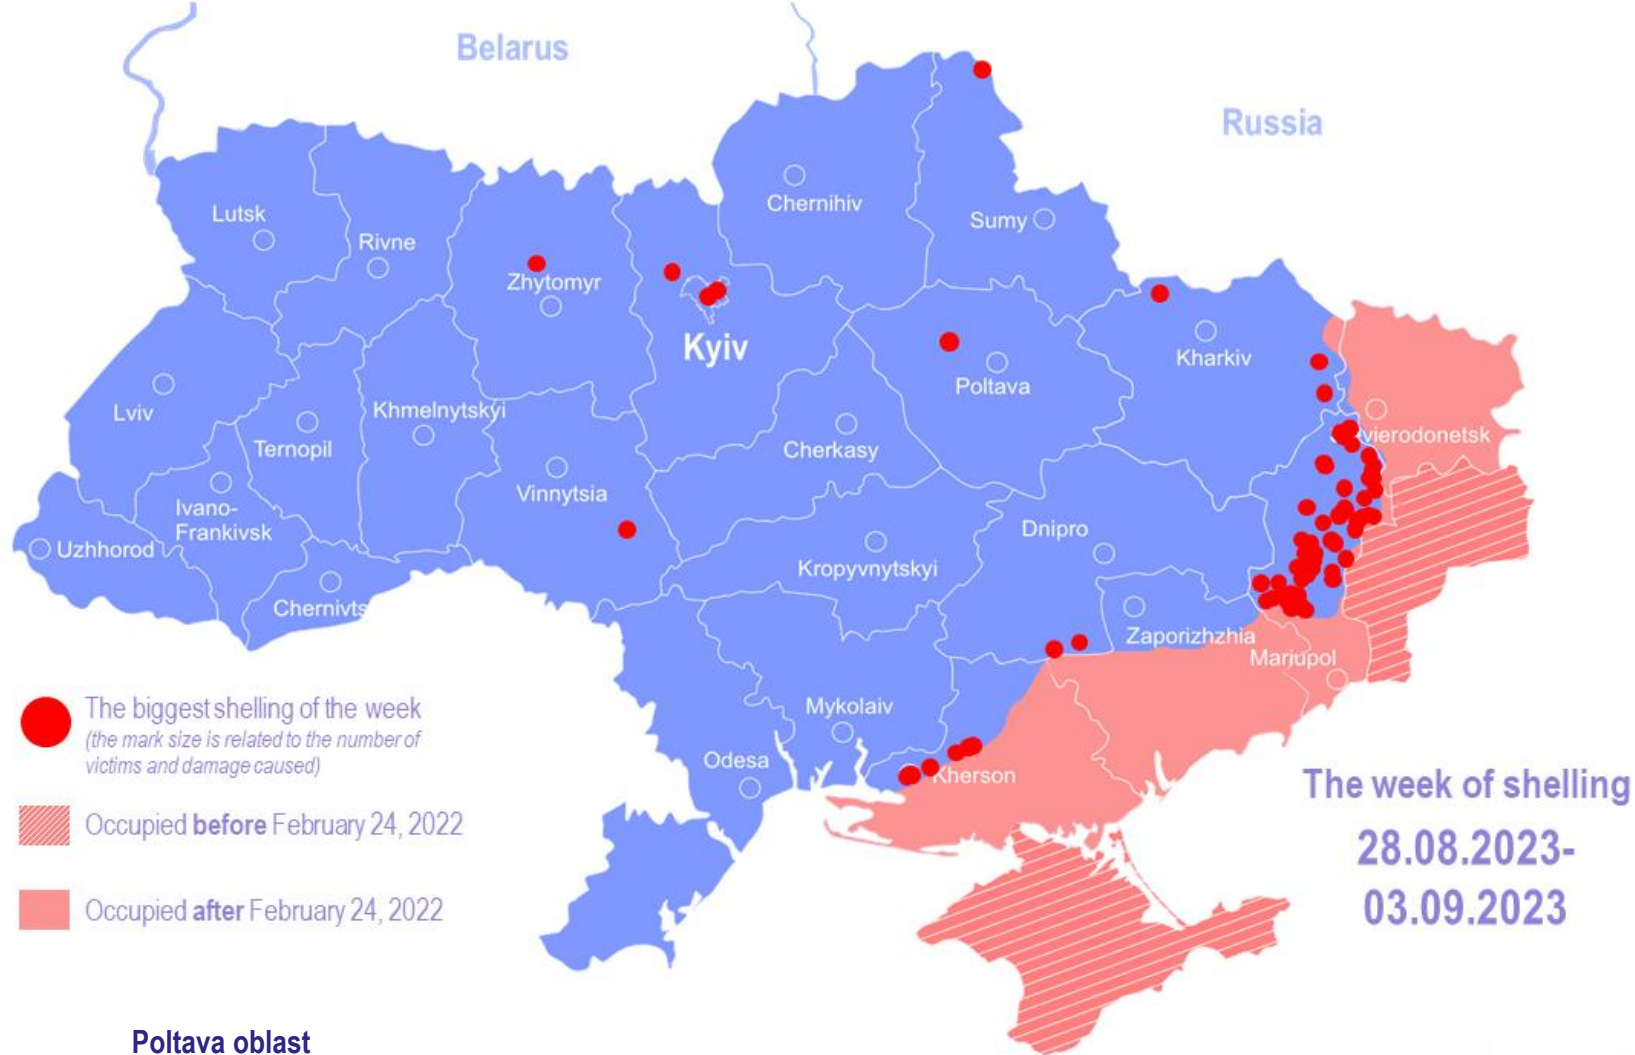 Belarus
Russia
Chernihiv
Sumy
Lutsk
Rivne
Zhytomyr
Kyiv
Kharkiv
Poltava
Lviv
Khmelnytskyi
Ternopil
Cherkasy
vierodonetsk
Vinnytsia
Ivano-
Frankivsk
Dnipro
Uzhhorod
Kropyvnytskyi
Chernivts
Zaporizhzhia
Mariupol
Mykolaiv
Odesa
Kherson
The biggest shelling of the week
(the mark size is related to the number of
victims and damage caused)
Occupied before February 24, 2022
Occupied after February 24, 2022
The week of shelling
28.08.2023-
03.09.2023
Poltava oblast